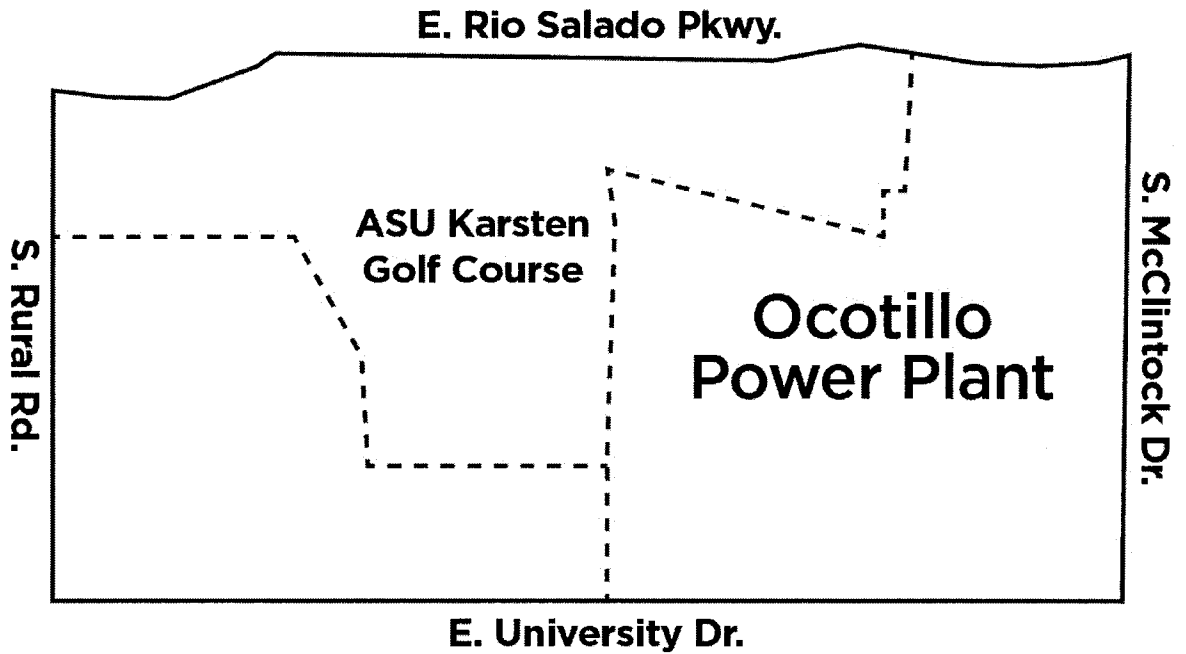 E. Rio Salado Pkwy.
ASU Karsten
Golf Course
S. Rural Rd.
Ocotillo
Power Plant
S. McClintock Dr.
E. University Dr.